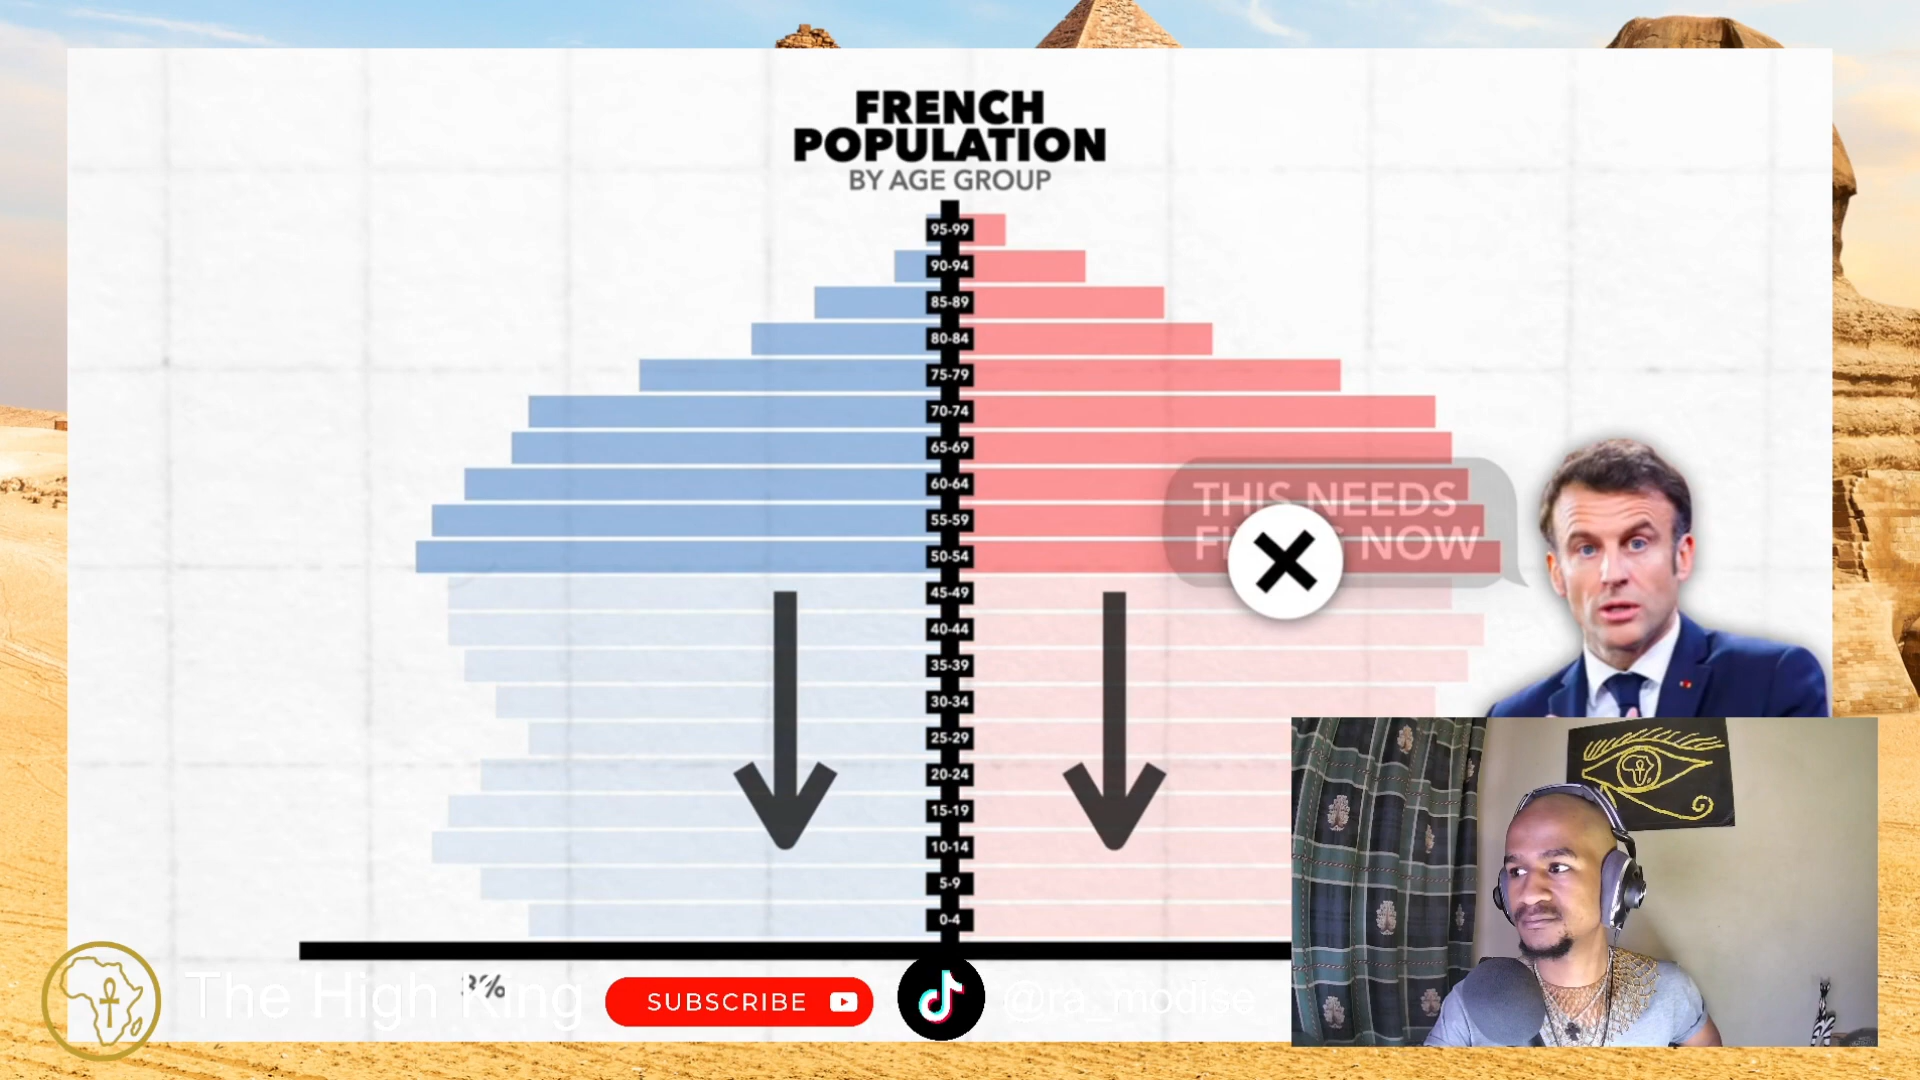 FRENCH
POPULATION
BY AGE GROUP
95-99
90-94
85-89
80-84
75-79
70-74
65-69
60-64
55-59
50-54
45-49
40-44
35-39
30-34
25-29
20-24
15-19
10-14
5-9
0-4
THIS NEEDS
NOW
3%
The High King
SUBSCRIBE
@ra_modise